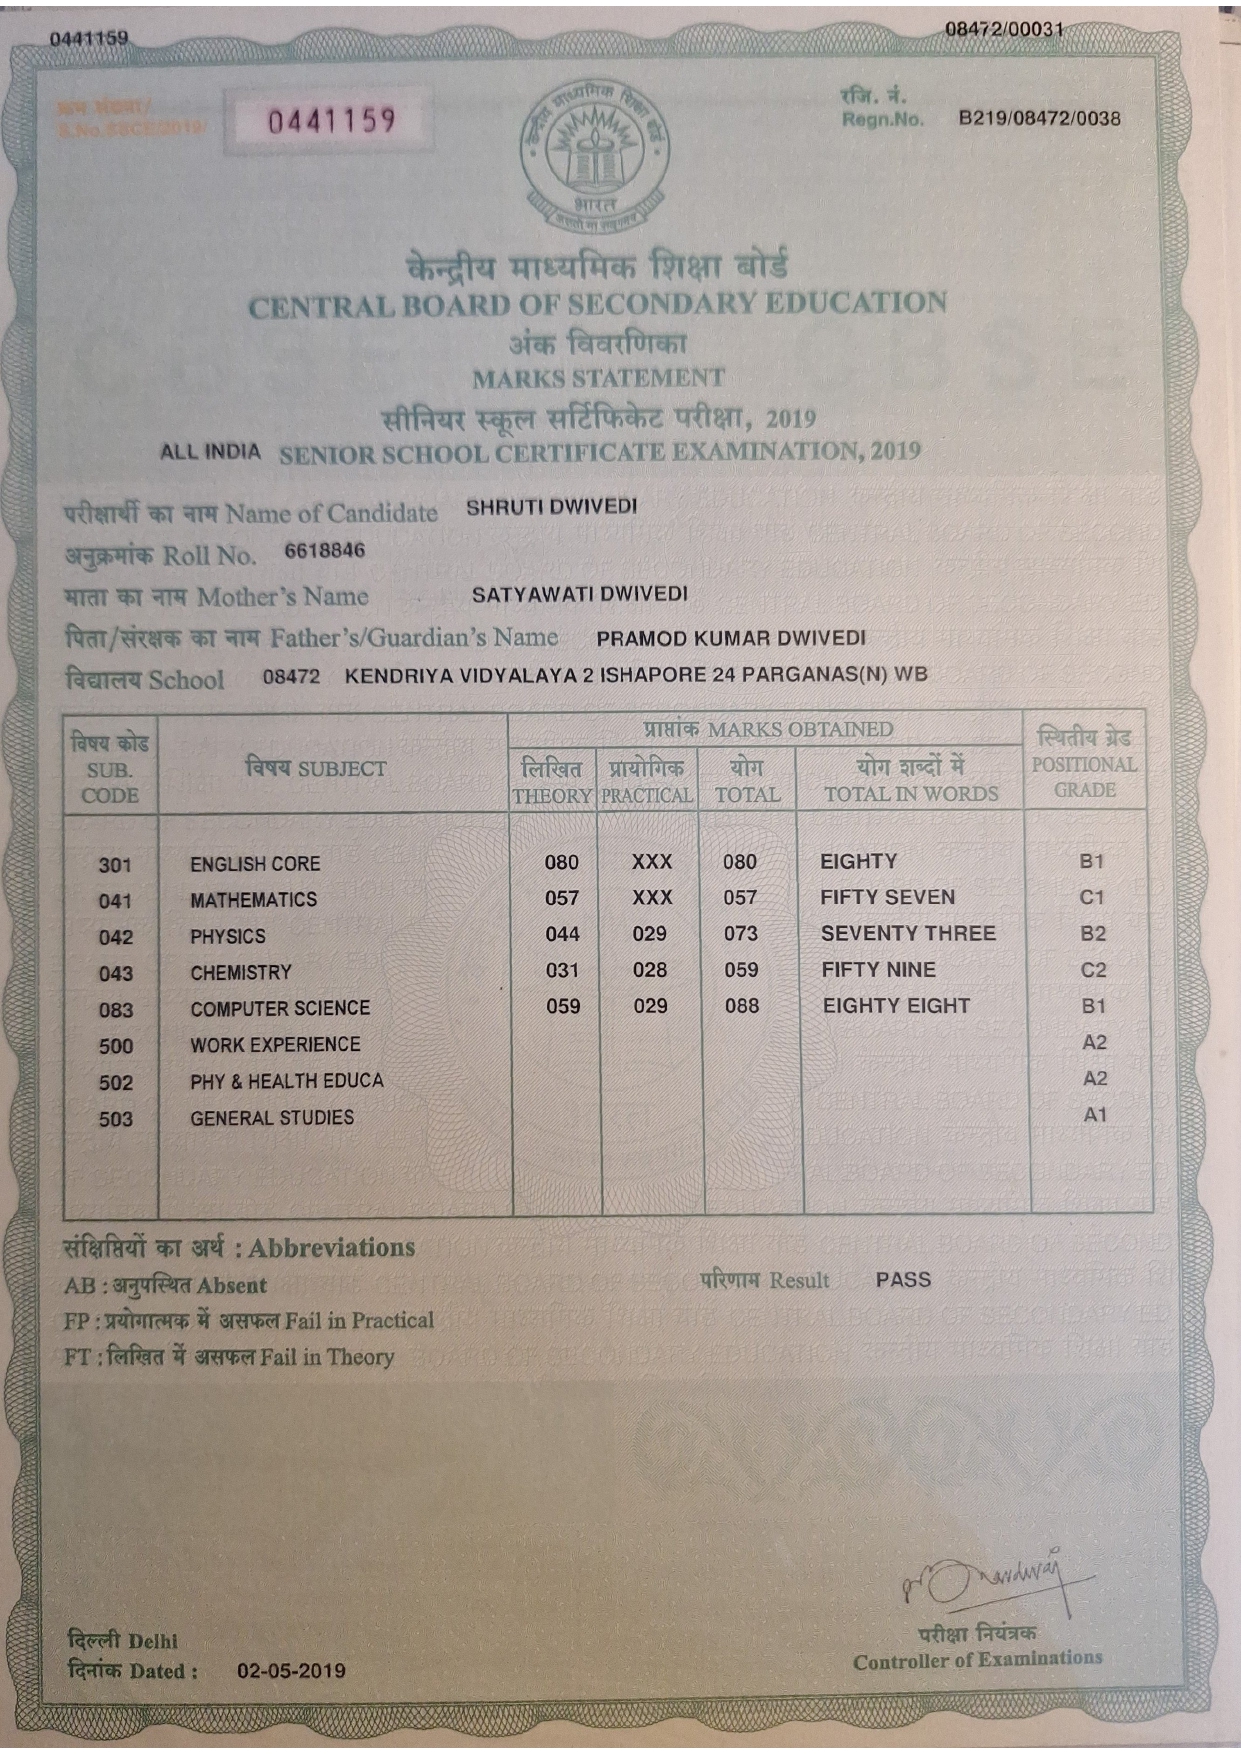 0441159 08472/00031
क्रम संख्या/
S.No.SSCE/2019/ 0441159
रजि. नं.
Regn.No. B219/08472/0038
केन्द्रीय माध्यमिक शिक्षा बोर्ड
भारत
असतो मा सद्गमय
केन्द्रीय माध्यमिक शिक्षा बोर्ड
CENTRAL BOARD OF SECONDARY EDUCATION
अंक विवरणिका
MARKS STATEMENT
सीनियर स्कूल सर्टिफिकेट परीक्षा, 2019
ALL INDIA SENIOR SCHOOL CERTIFICATE EXAMINATION, 2019
परीक्षार्थी का नाम Name of Candidate SHRUTI DWIVEDI
अनुक्रमांक Roll No. 6618846
माता का नाम Mother's Name SATYAWATI DWIVEDI
पिता/संरक्षक का नाम Father's/Guardian's Name PRAMOD KUMAR DWIVEDI
विद्यालय School 08472 KENDRIYA VIDYALAYA 2 ISHAPORE 24 PARGANAS(N) WB
विषय कोड SUB. CODE विषय SUBJECT प्राप्तांक MARKS OBTAINED स्थितीय ग्रेड POSITIONAL GRADE
लिखित THEORY प्रायोगिक PRACTICAL योग TOTAL योग शब्दों में TOTAL IN WORDS
301 ENGLISH CORE 080 XXX 080 EIGHTY B1
041 MATHEMATICS 057 XXX 057 FIFTY SEVEN C1
042 PHYSICS 044 029 073 SEVENTY THREE B2
043 CHEMISTRY 031 028 059 FIFTY NINE C2
083 COMPUTER SCIENCE 059 029 088 EIGHTY EIGHT B1
500 WORK EXPERIENCE A2
502 PHY & HEALTH EDUCA A2
503 GENERAL STUDIES A1
संक्षिप्तियों का अर्थ : Abbreviations
AB : अनुपस्थित Absent परिणाम Result PASS
FP : प्रयोगात्मक में असफल Fail in Practical
FT : लिखित में असफल Fail in Theory
दिल्ली Delhi
दिनांक Dated : 02-05-2019
परीक्षा नियंत्रक
Controller of Examinations